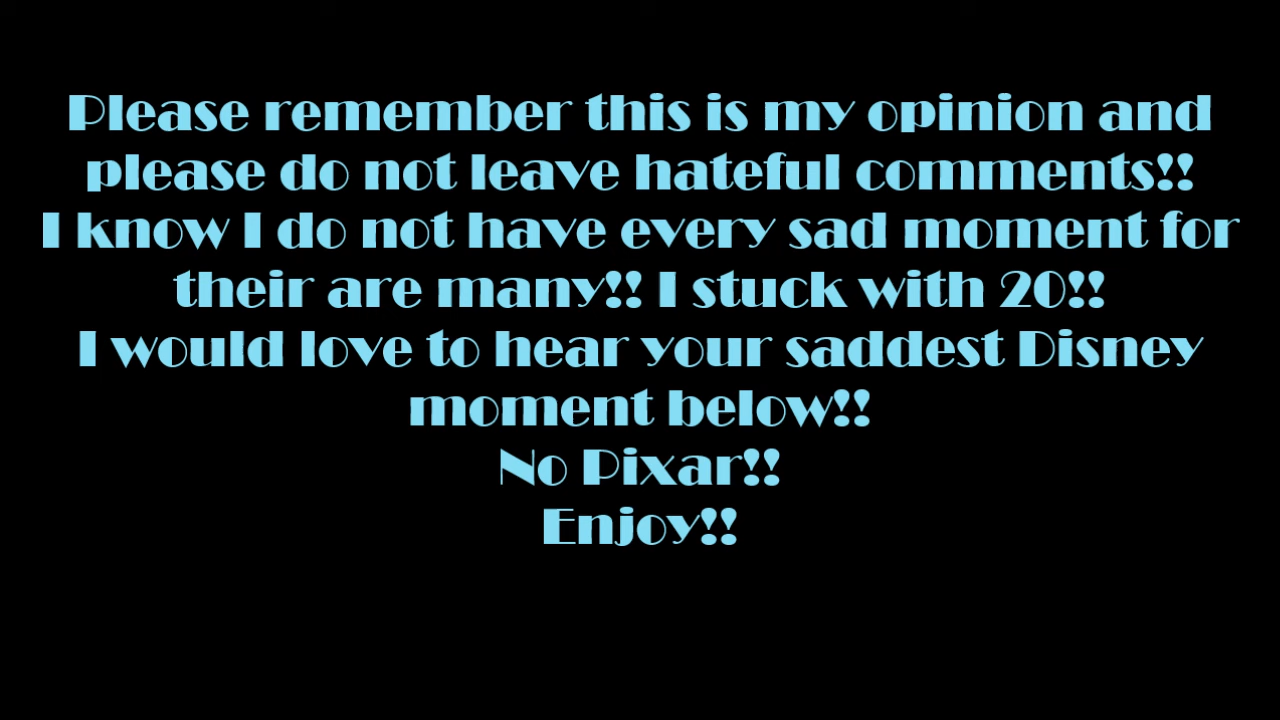 Please remember this is my opinion and
please do not leave hateful comments!!
I know I do not have every sad moment for
their are many!! I stuck with 20!!
I would love to hear your saddest Disney
moment below!!
No Pixar!!
Enjoy!!